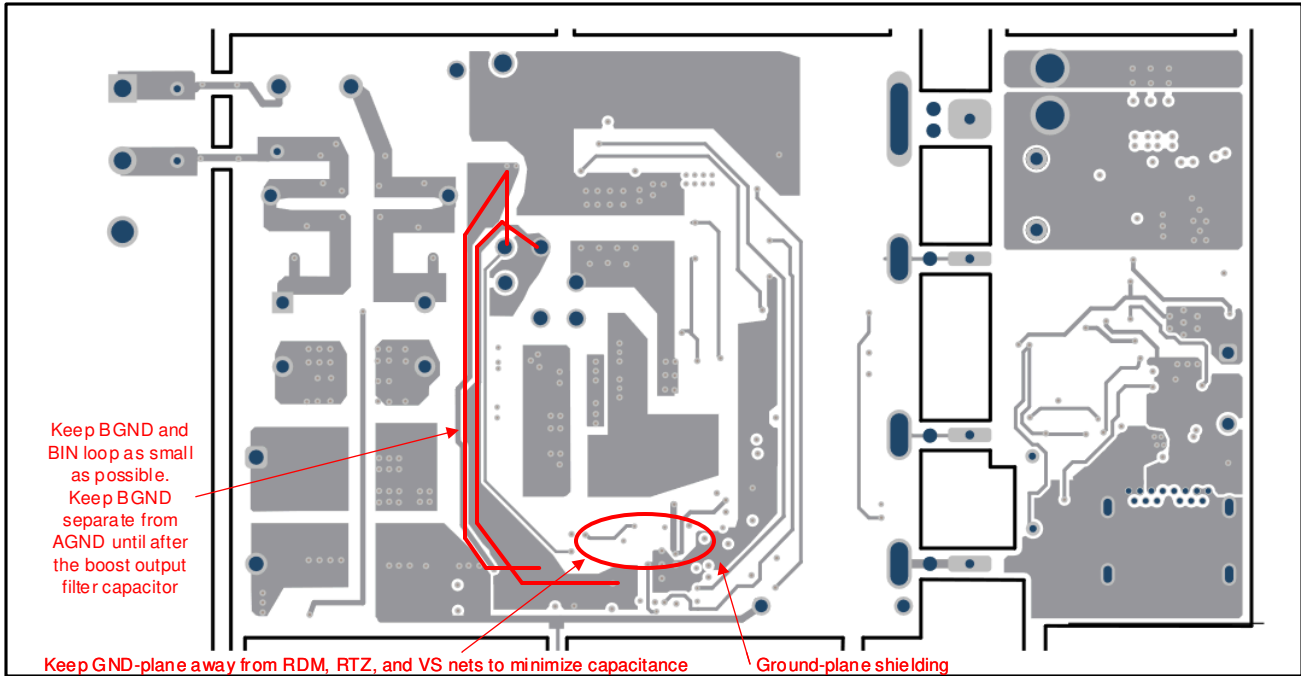 Keep BGND and
BIN loop as small
as possible.
Keep BGND
separate from
AGND until after
the boost output
filter capacitor
Keep GND-plane away from RDM, RTZ, and VS nets to minimize capacitance
Ground-plane shielding